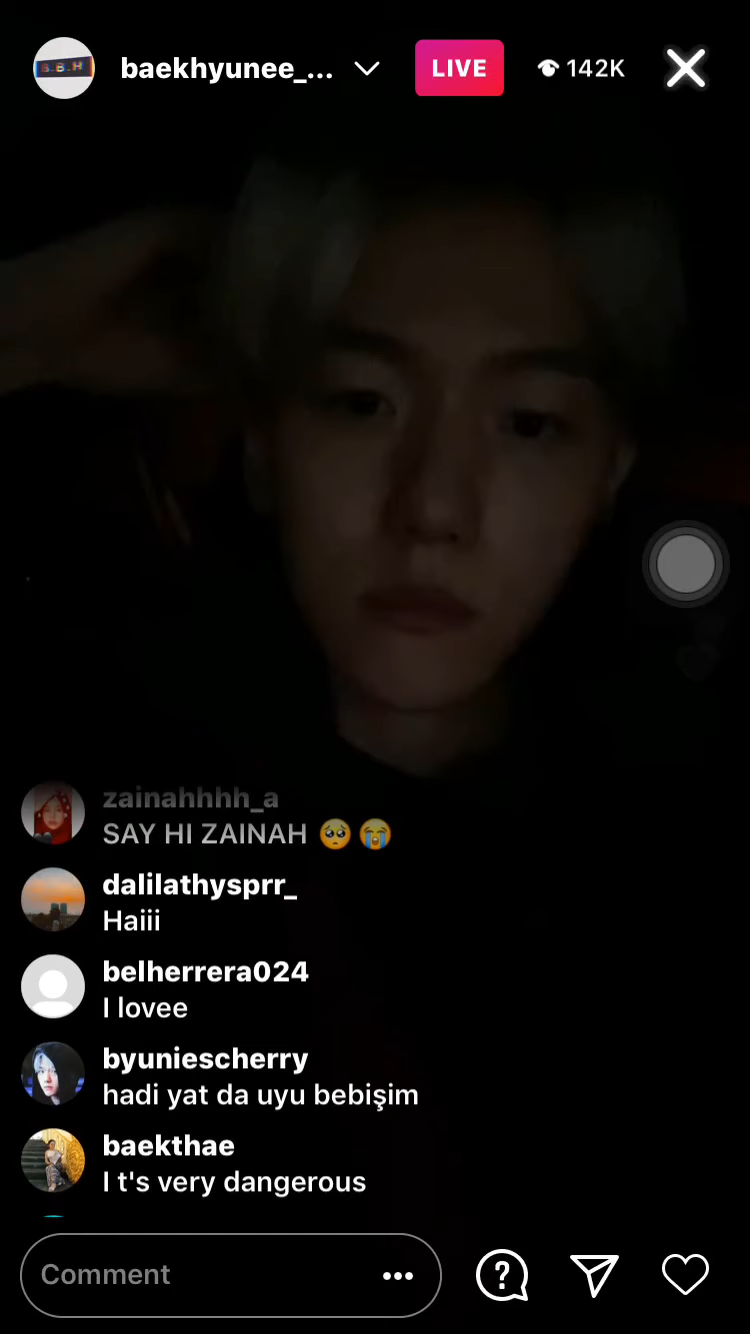 B.B.H
baekhyunee_...
LIVE
142K
zainahhhh_a
SAY HI ZAINAH 🥺 😭
dalilathysprr_
Haiii
belherrera024
I lovee
byuniescherry
hadi yat da uyu bebişim
baekthae
I t's very dangerous
Comment